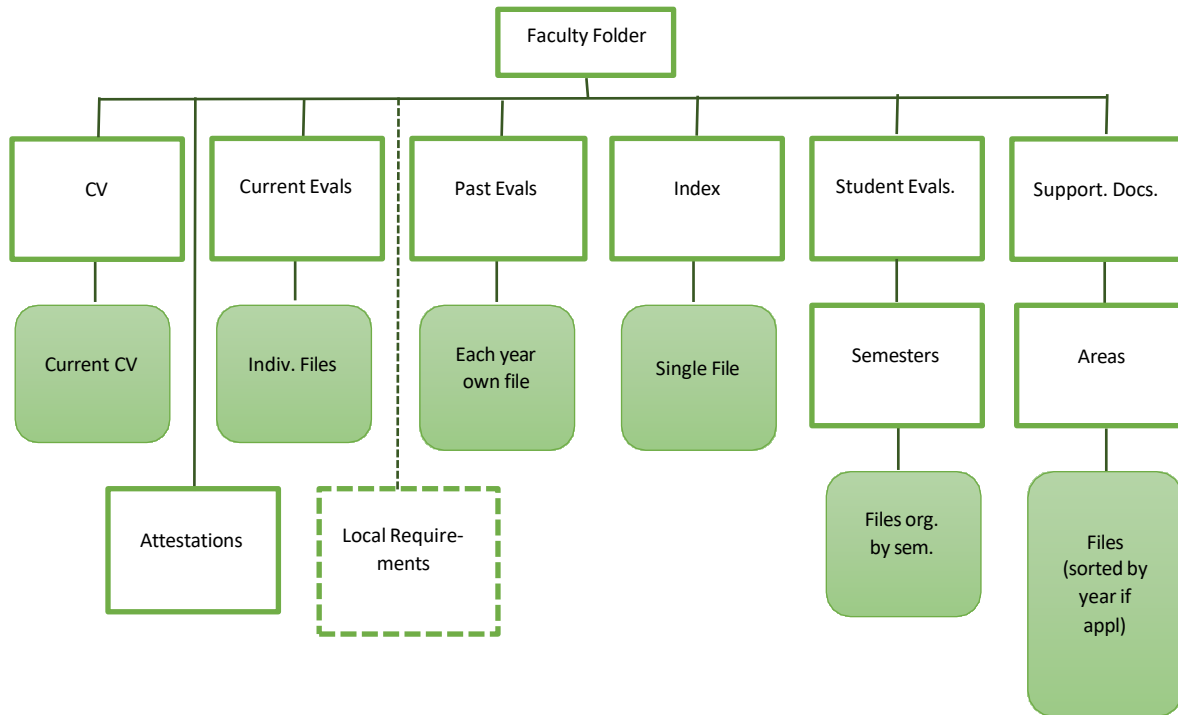 Faculty Folder
CV
Current Evals
Past Evals
Index
Student Evals.
Support. Docs.
Current CV
Indiv. Files
Each year
own file
Single File
Semesters
Areas
Attestations
Local Require-
ments
Files org.
by sem.
Files
(sorted by
year if
appl)